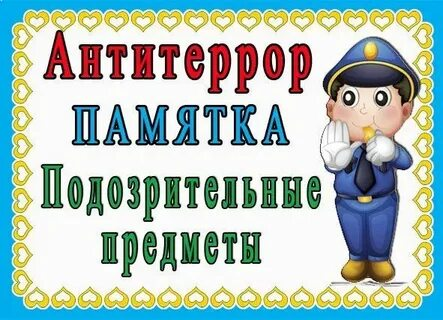 Антитеррор
ПАМЯТКА
Подозрительные
предметы